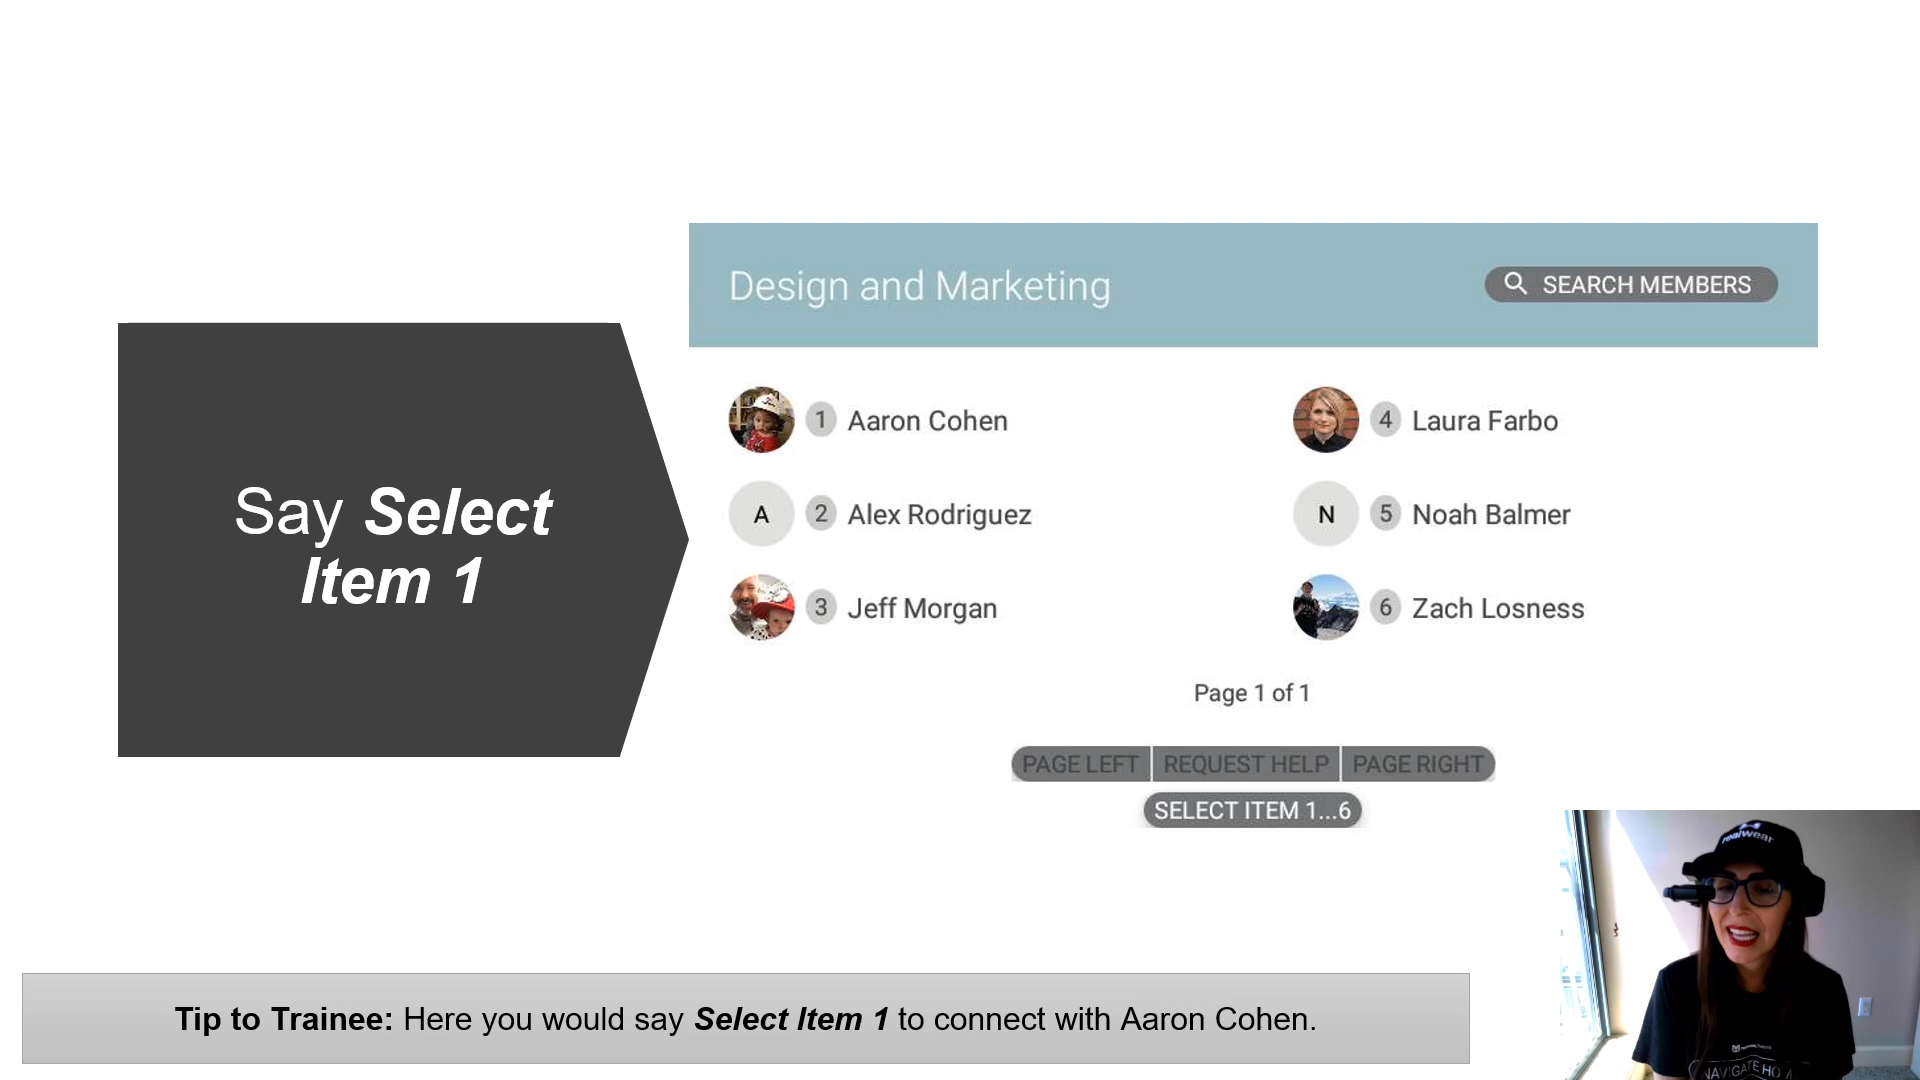 Design and Marketing
SEARCH MEMBERS
Say Select
Item 1
1 Aaron Cohen
4 Laura Farbo
A 2 Alex Rodriguez
N 5 Noah Balmer
3 Jeff Morgan
6 Zach Losness
Page 1 of 1
PAGE LEFT REQUEST HELP PAGE RIGHT
SELECT ITEM 1...6
Tip to Trainee: Here you would say Select Item 1 to connect with Aaron Cohen.
realwear